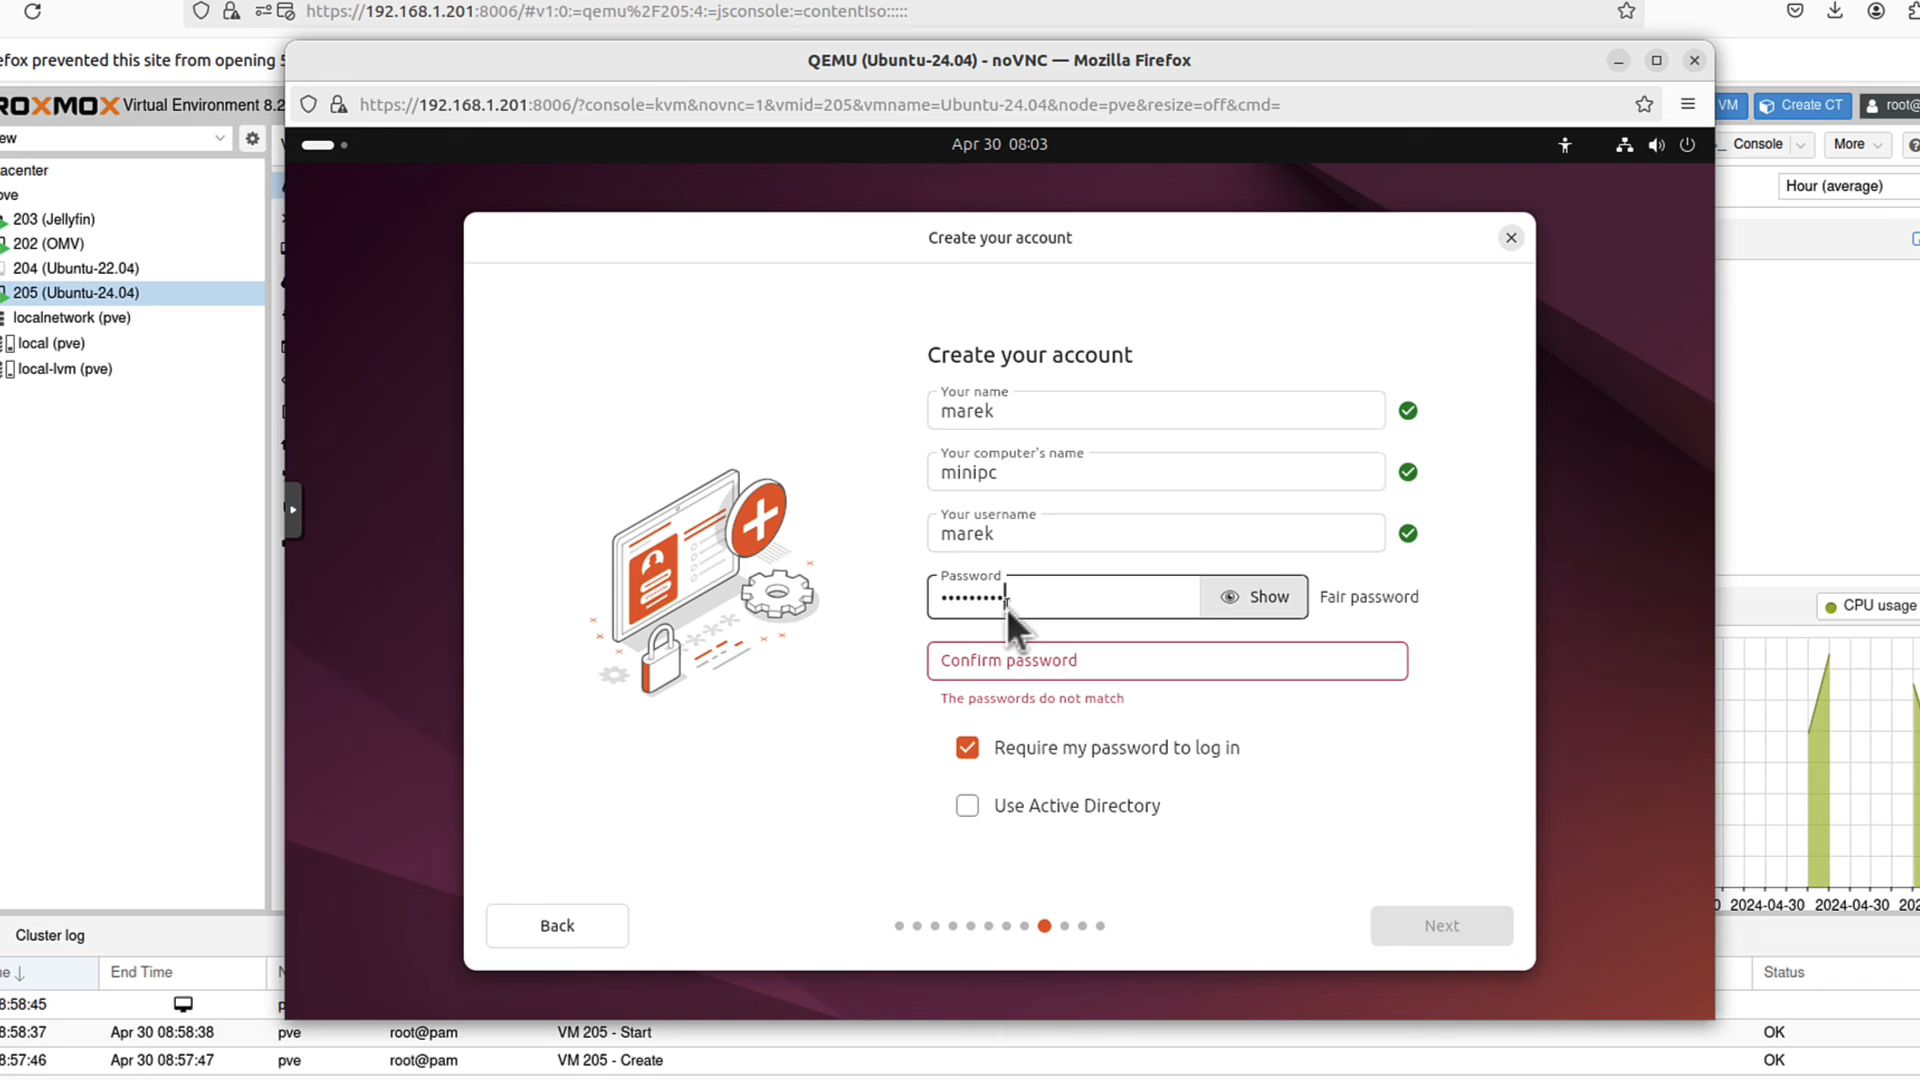 https://192.168.1.201:8006/#v1:0:=qemu%2F205:4:=jsconsole:=contentIso:::::
efox prevented this site from opening
QEMU (Ubuntu-24.04) - noVNC — Mozilla Firefox
https://192.168.1.201:8006/?console=kvm&novnc=1&vmid=205&vmname=Ubuntu-24.04&node=pve&resize=off&cmd=
ROXMOX Virtual Environment 8.2
VM
Create CT
root@
ew
Apr 30 08:03
Console
More
Hour (average)
acenter
pve
203 (Jellyfin)
202 (OMV)
204 (Ubuntu-22.04)
205 (Ubuntu-24.04)
localnetwork (pve)
local (pve)
local-lvm (pve)
Create your account
Create your account
Your name
marek
Your computer's name
minipc
Your username
marek
Password
••••••••••
Show
Fair password
Confirm password
The passwords do not match
Require my password to log in
Use Active Directory
Back
Next
CPU usage
0 2024-04-30 2024-04-30 202
Cluster log
e ↓ End Time N Status
8:58:45 p
8:58:37 Apr 30 08:58:38 pve root@pam VM 205 - Start OK
8:57:46 Apr 30 08:57:47 pve root@pam VM 205 - Create OK